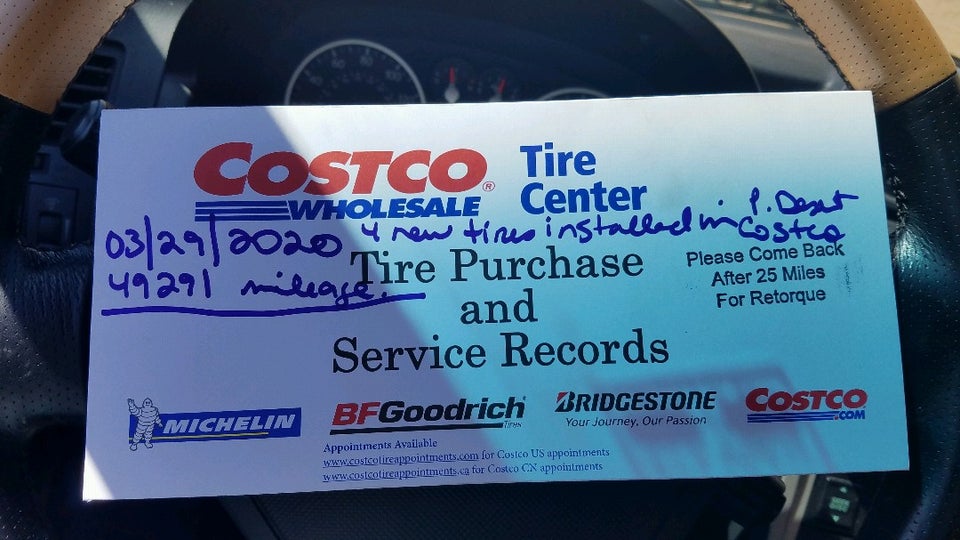 COSTCO®
WHOLESALE
Tire
Center
03/29/2020 4 new tires installed in P. Desert
Costco
49291 mileage.
Tire Purchase
and
Service Records
Please Come Back
After 25 Miles
For Retorque
MICHELIN
BFGoodrich
Tires
BRIDGESTONE
Your Journey, Our Passion
COSTCO
.COM
Appointments Available
www.costcotireappointments.com for Costco US appointments
www.costcotireappointments.ca for Costco CN appointments